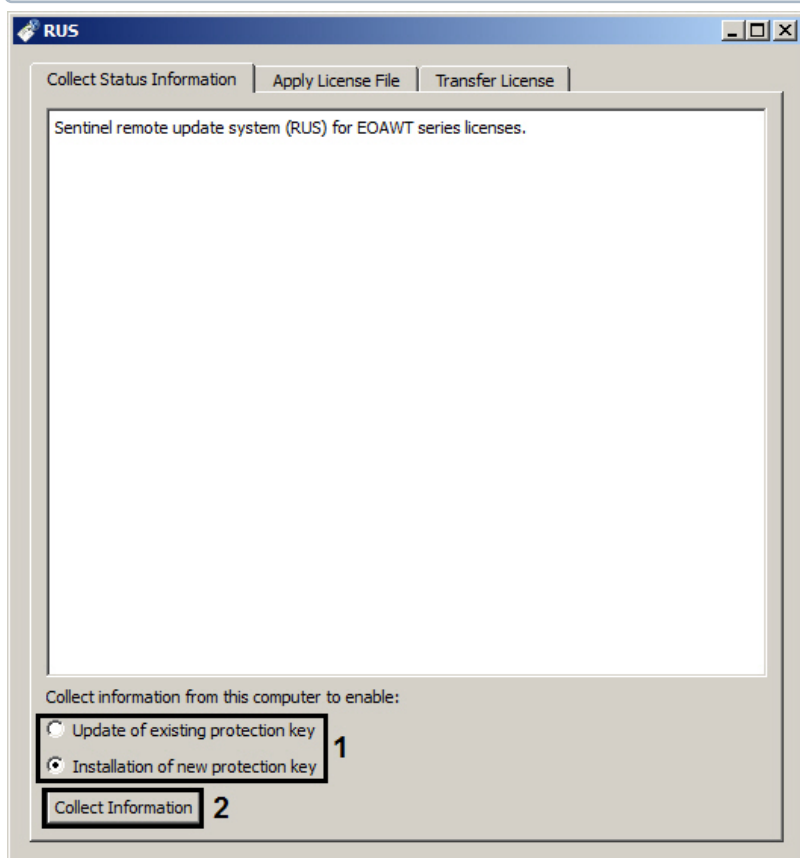 RUS
Collect Status Information
Apply License File
Transfer License
Sentinel remote update system (RUS) for EOAWT series licenses.
Collect information from this computer to enable:
Update of existing protection key
Installation of new protection key
1
Collect Information
2